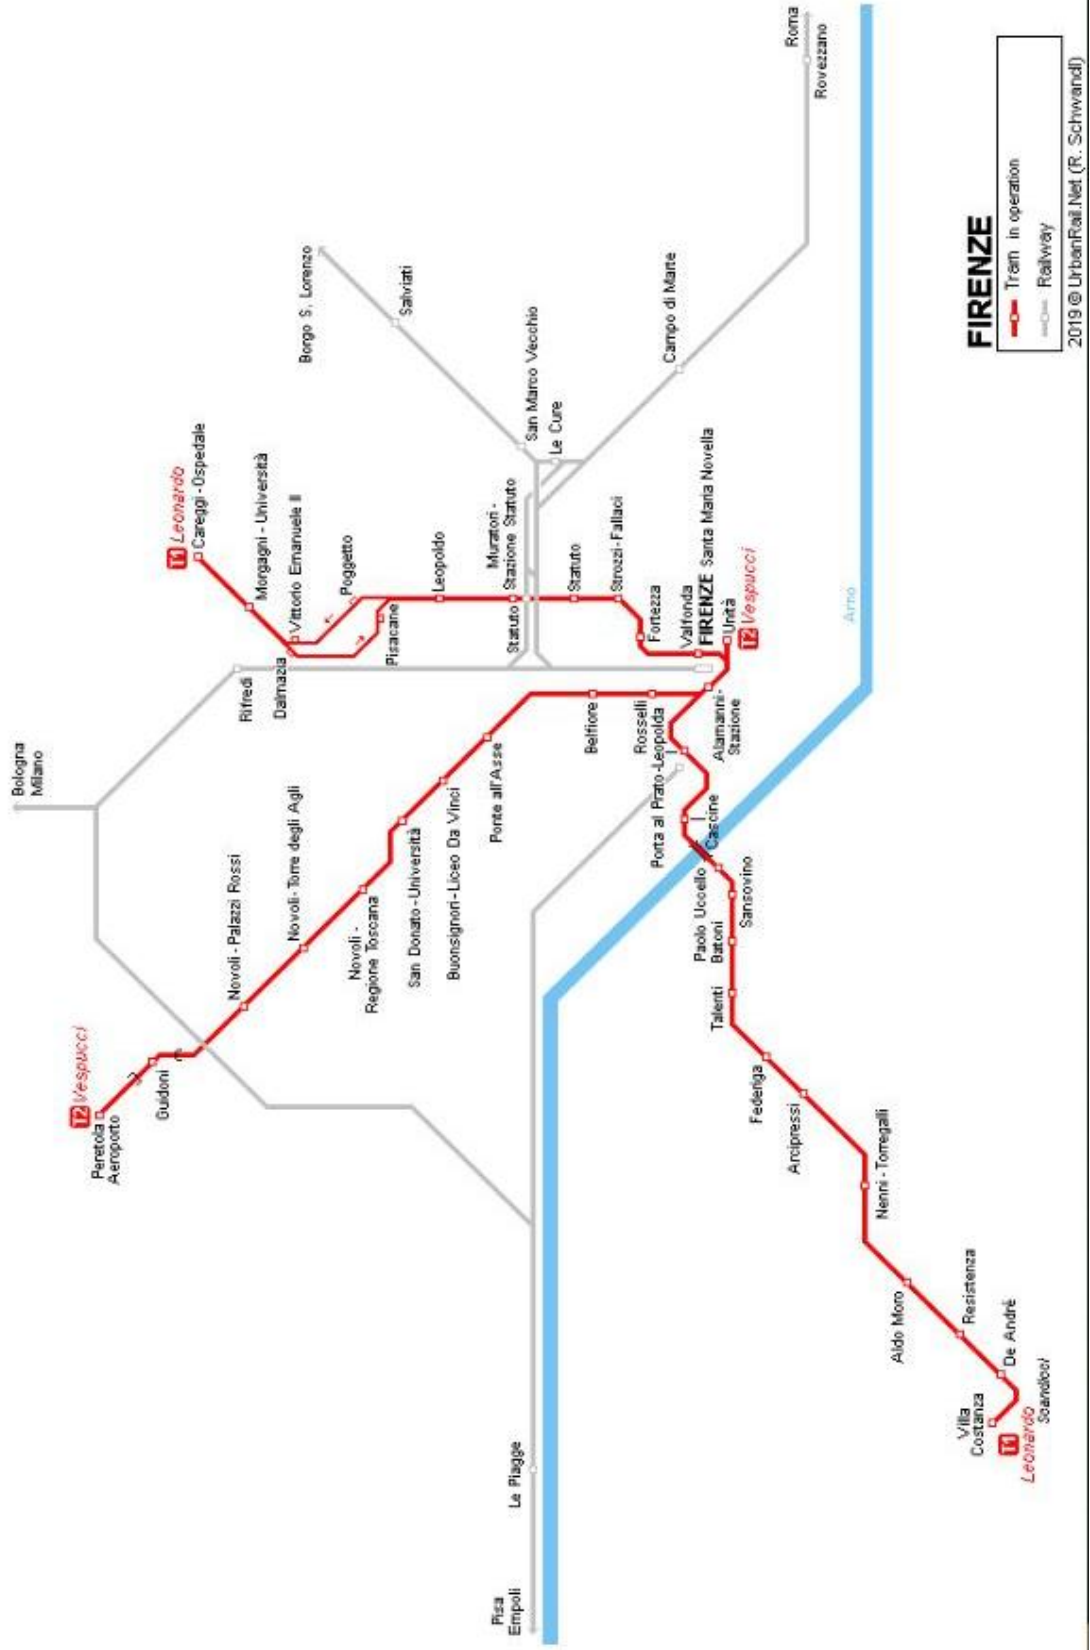 T1 Leonardo
Careggi-Ospedale
Morgagni - Università
Vittorio Emanuele II
Dalmazia
Poggetto
Pisacane
Leopoldo
Muratori -
Stazione Statuto
Statuto
Statuto
Strozzi-Fallaci
Fortezza
Valfonda
FIRENZE Santa Maria Novella
Unità
T2 Vespucci
Alamanni -
Stazione
Bologna
Milano
Rifredi
Borgo S. Lorenzo
Salviati
San Marco Vecchio
Le Cure
Campo di Marte
Roma
Rovezzano
T2 Vespucci
Peretola
Aeroporto
Guidoni
Novoli - Palazzi Rossi
Novoli-Torre degli Agli
Novoli -
Regione Toscana
San Donato-Università
Buonsignori-Liceo Da Vinci
Ponte all'Asse
Belfiore
Rosselli
Porta al Prato-Leopolda
Cascine
Paolo Uccello
Sansovino
Batoni
Talenti
Federiga
Arcipressi
Nenni - Torregalli
Aldo Moro
Resistenza
De André
Villa
Costanza
Scandicci
T1
Leonardo
Pisa
Empoli
Le Piagge
Arno
FIRENZE
Tram in operation
Railway
2019 © UrbanRail.Net (R. Schwandl)